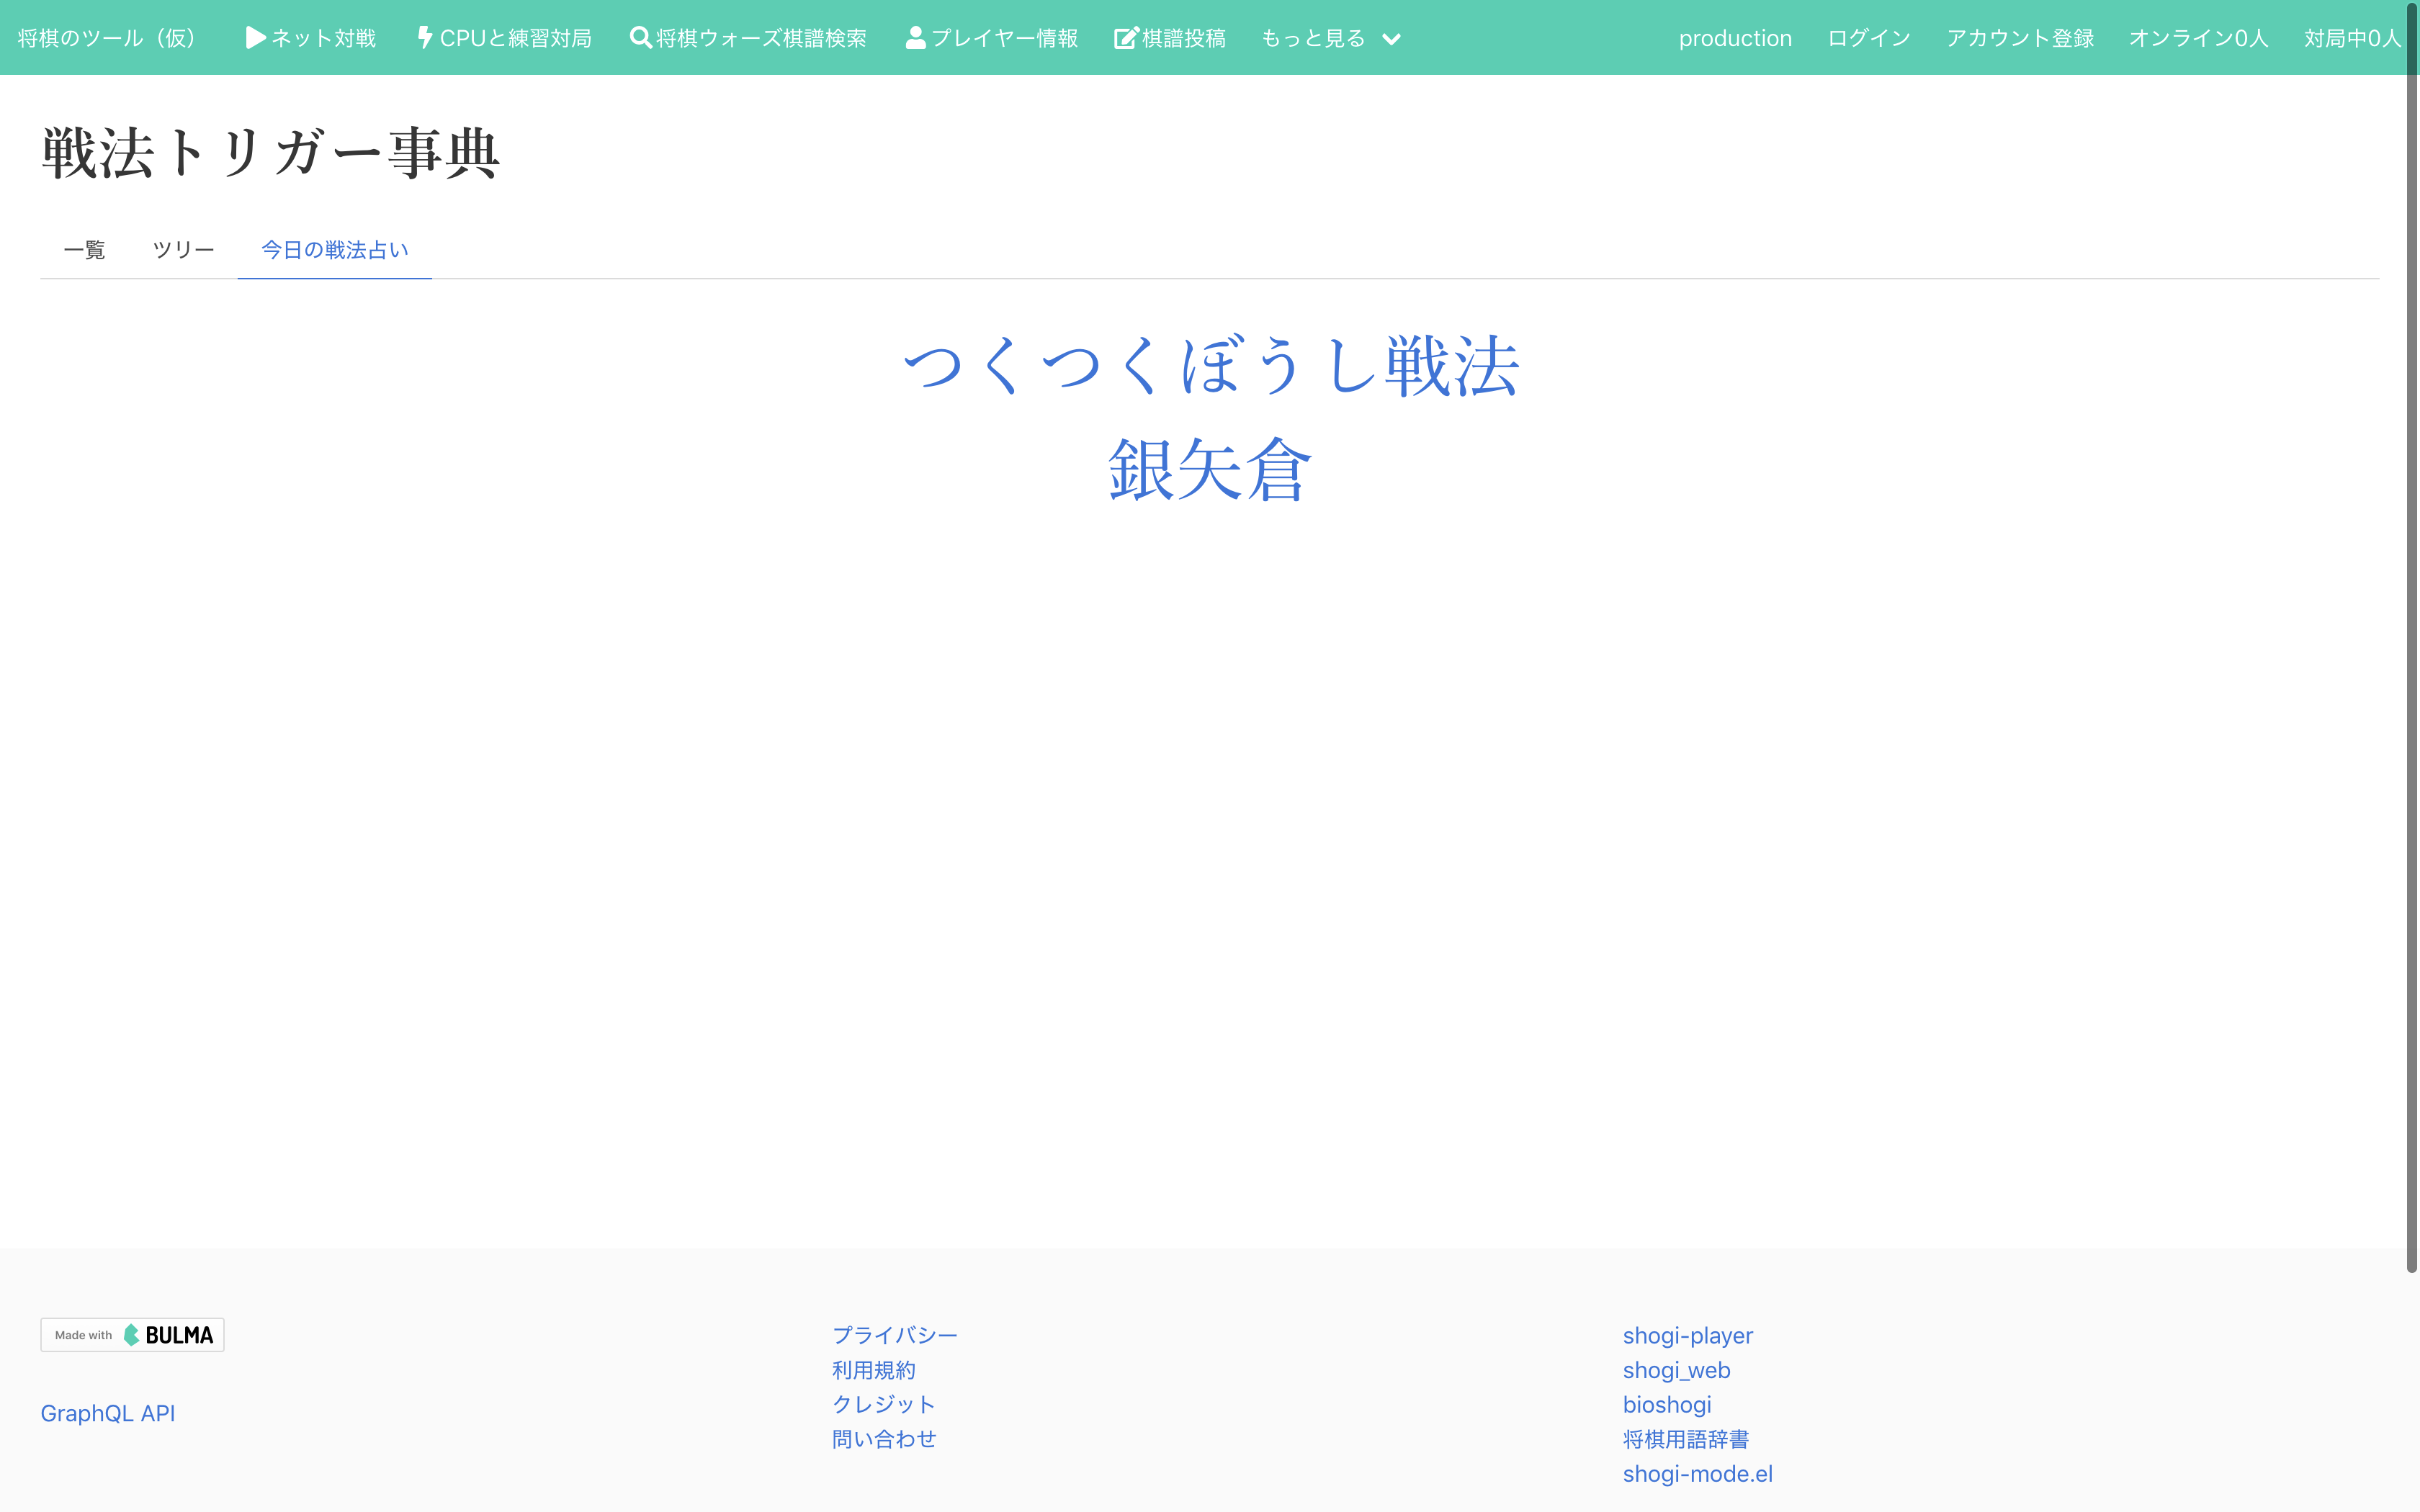 将棋のツール（仮） ネット対戦 CPUと練習対局 将棋ウォーズ棋譜検索 プレイヤー情報 棋譜投稿 もっと見る production ログイン アカウント登録 オンライン0人 対局中0人
戦法トリガー事典
一覧 ツリー 今日の戦法占い
つくつくぼうし戦法
銀矢倉
Made with BULMA
GraphQL API
プライバシー
利用規約
クレジット
問い合わせ
shogi-player
shogi_web
bioshogi
将棋用語辞書
shogi-mode.el